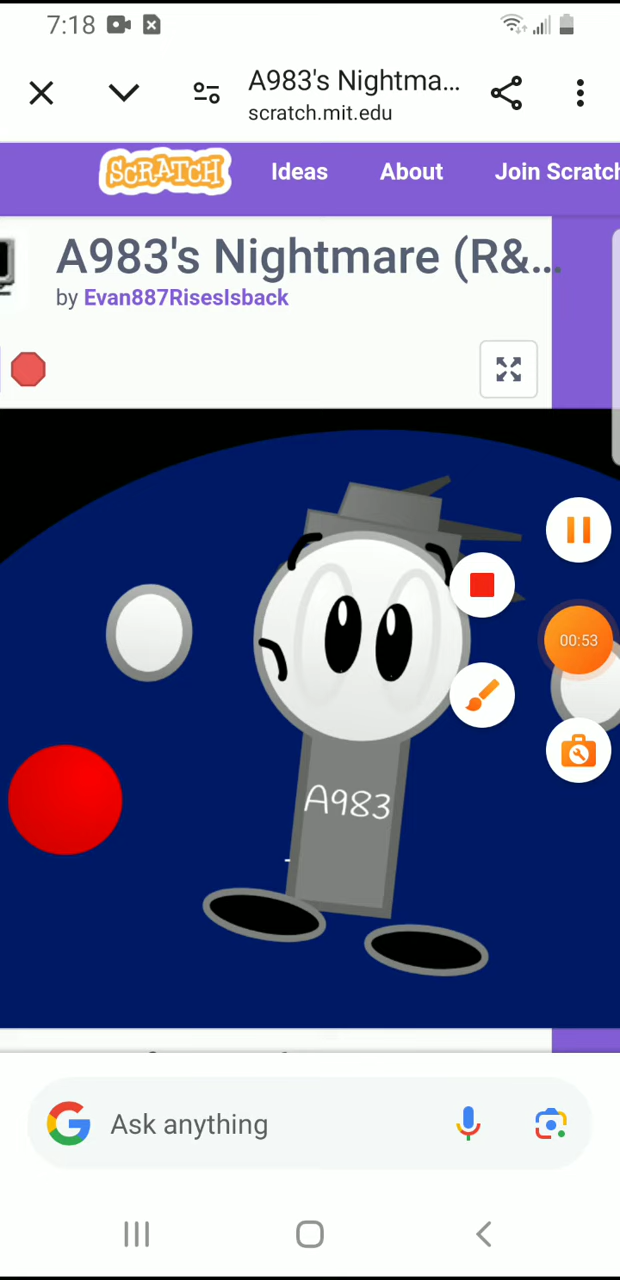 7:18
A983's Nightma...
scratch.mit.edu
SCRATCH
Ideas About Join Scratch
A983's Nightmare (R&...
by Evan887RisesIsback
00:53
A983
Ask anything